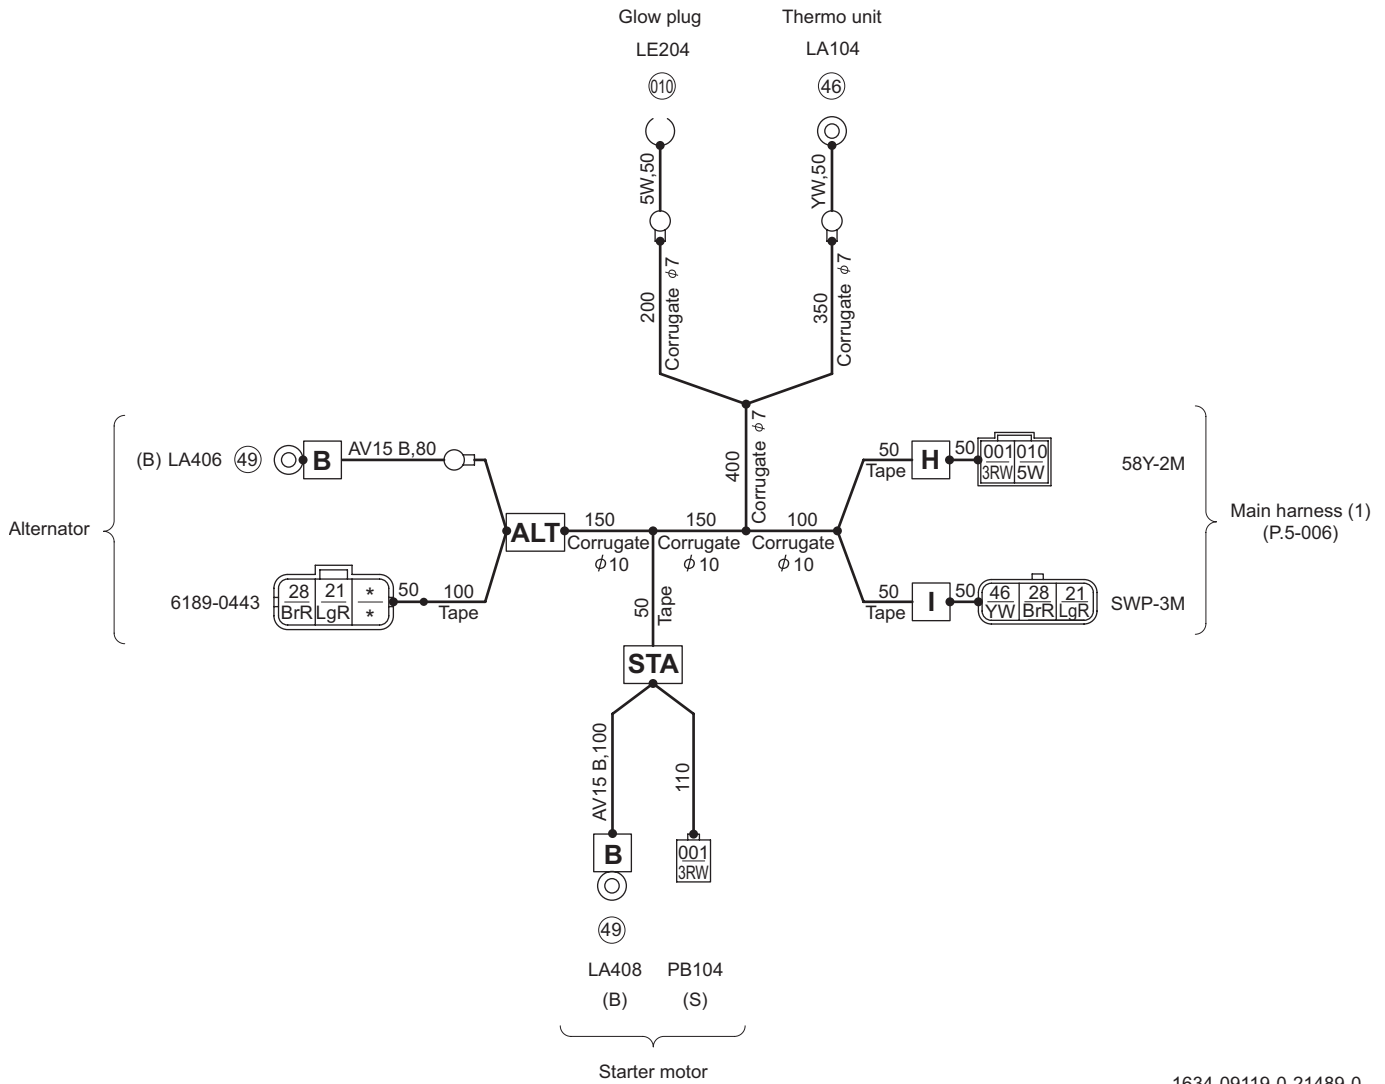 Glow plug
Thermo unit
LE204
LA104
010
46
5W,50
YW,50
200
Corrugate ϕ7
350
Corrugate ϕ7
400
Corrugate ϕ7
Alternator
(B) LA406
49
B
AV15 B,80
6189-0443
28
BrR
21
LgR
*
*
50
100
Tape
ALT
150
Corrugate
ϕ10
150
Corrugate
ϕ10
100
Corrugate
ϕ10
50
Tape
H
50
001
3RW
010
5W
58Y-2M
50
Tape
I
50
46
YW
28
BrR
21
LgR
SWP-3M
Main harness (1)
(P.5-006)
50
Tape
STA
AV15 B,100
110
B
001
3RW
49
LA408
PB104
(B)
(S)
Starter motor
1634-09119-0,21489-0